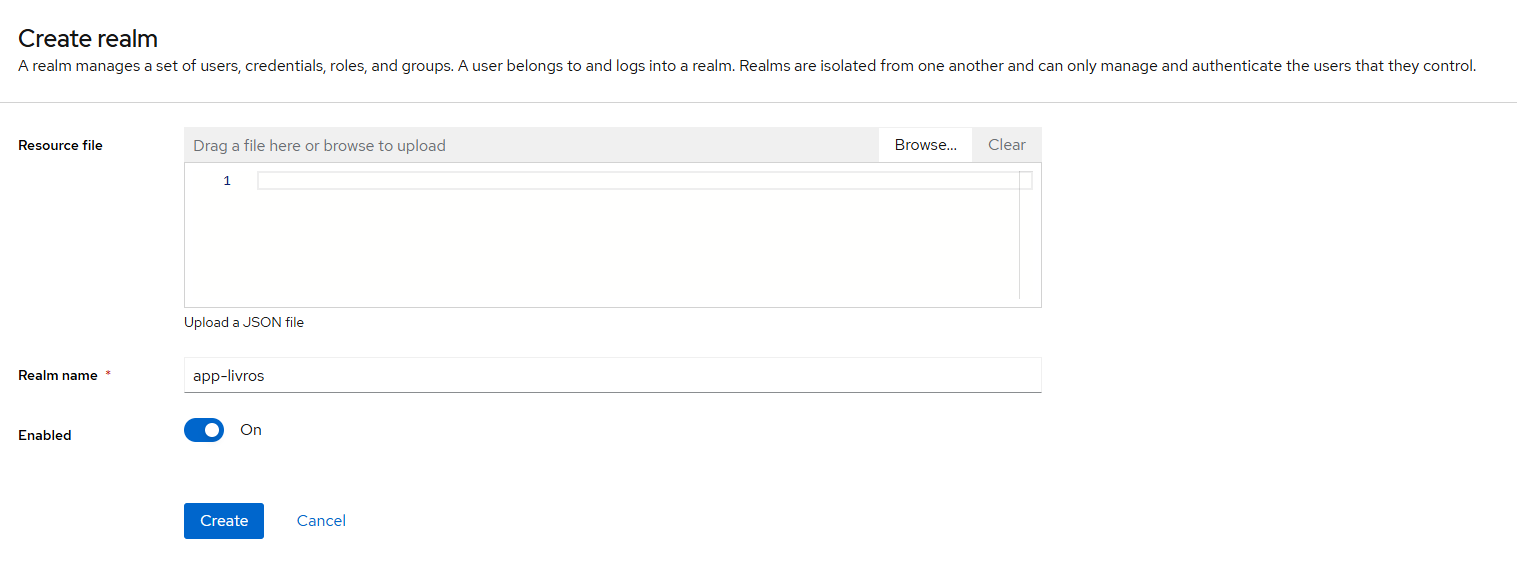 Create realm
A realm manages a set of users, credentials, roles, and groups. A user belongs to and logs into a realm. Realms are isolated from one another and can only manage and authenticate the users that they control.
Resource file
Drag a file here or browse to upload
Browse...
Clear
1
Upload a JSON file
Realm name *
app-livros
Enabled
On
Create
Cancel